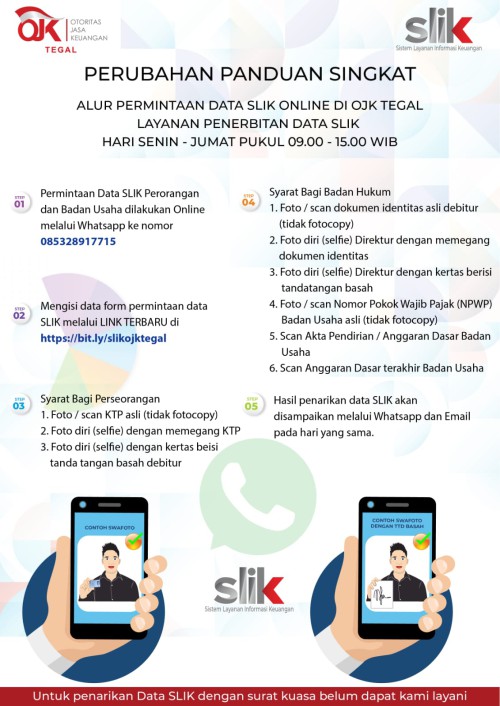 OJK
OTORITAS
JASA
KEUANGAN
TEGAL
slik
Sistem Layanan Informasi Keuangan
PERUBAHAN PANDUAN SINGKAT
ALUR PERMINTAAN DATA SLIK ONLINE DI OJK TEGAL
LAYANAN PENERBITAN DATA SLIK
HARI SENIN - JUMAT PUKUL 09.00 - 15.00 WIB
STEP
01
Permintaan Data SLIK Perorangan
dan Badan Usaha dilakukan Online
melalui Whatsapp ke nomor
085328917715
STEP
02
Mengisi data form permintaan data
SLIK melalui LINK TERBARU di
https://bit.ly/slikojktegal
STEP
03
Syarat Bagi Perseorangan
1. Foto / scan KTP asli (tidak fotocopy)
2. Foto diri (selfie) dengan memegang KTP
3. Foto diri (selfie) dengan kertas beisi
tanda tangan basah debitur
STEP
04
Syarat Bagi Badan Hukum
1. Foto / scan dokumen identitas asli debitur
(tidak fotocopy)
2. Foto diri (selfie) Direktur dengan memegang
dokumen identitas
3. Foto diri (selfie) Direktur dengan kertas berisi
tandatangan basah
4. Foto / scan Nomor Pokok Wajib Pajak (NPWP)
Badan Usaha asli (tidak fotocopy)
5. Scan Akta Pendirian / Anggaran Dasar Badan
Usaha
6. Scan Anggaran Dasar terakhir Badan Usaha
STEP
05
Hasil penarikan data SLIK akan
disampaikan melalui Whatsapp dan Email
pada hari yang sama.
CONTOH SWAFOTO
CONTOH SWAFOTO
DENGAN TTD BASAH
slik
Sistem Layanan Informasi Keuangan
Untuk penarikan Data SLIK dengan surat kuasa belum dapat kami layani